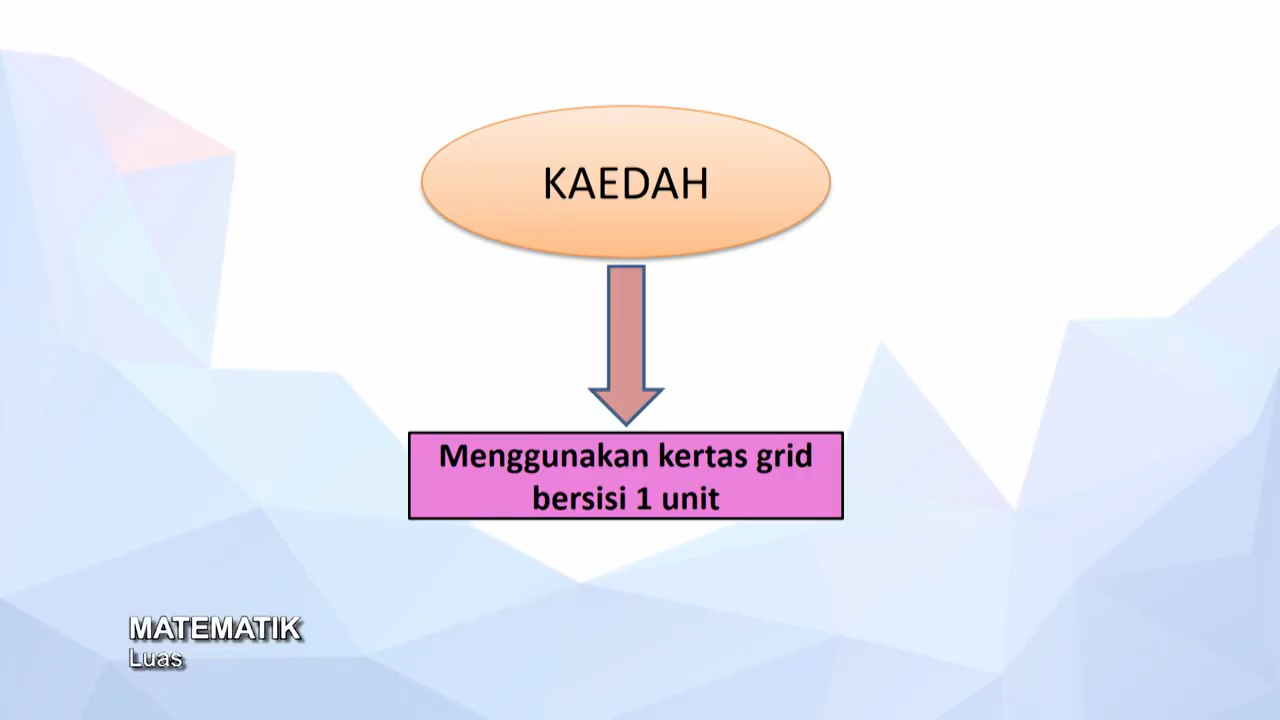 KAEDAH
Menggunakan kertas grid
bersisi 1 unit
MATEMATIK
Luas